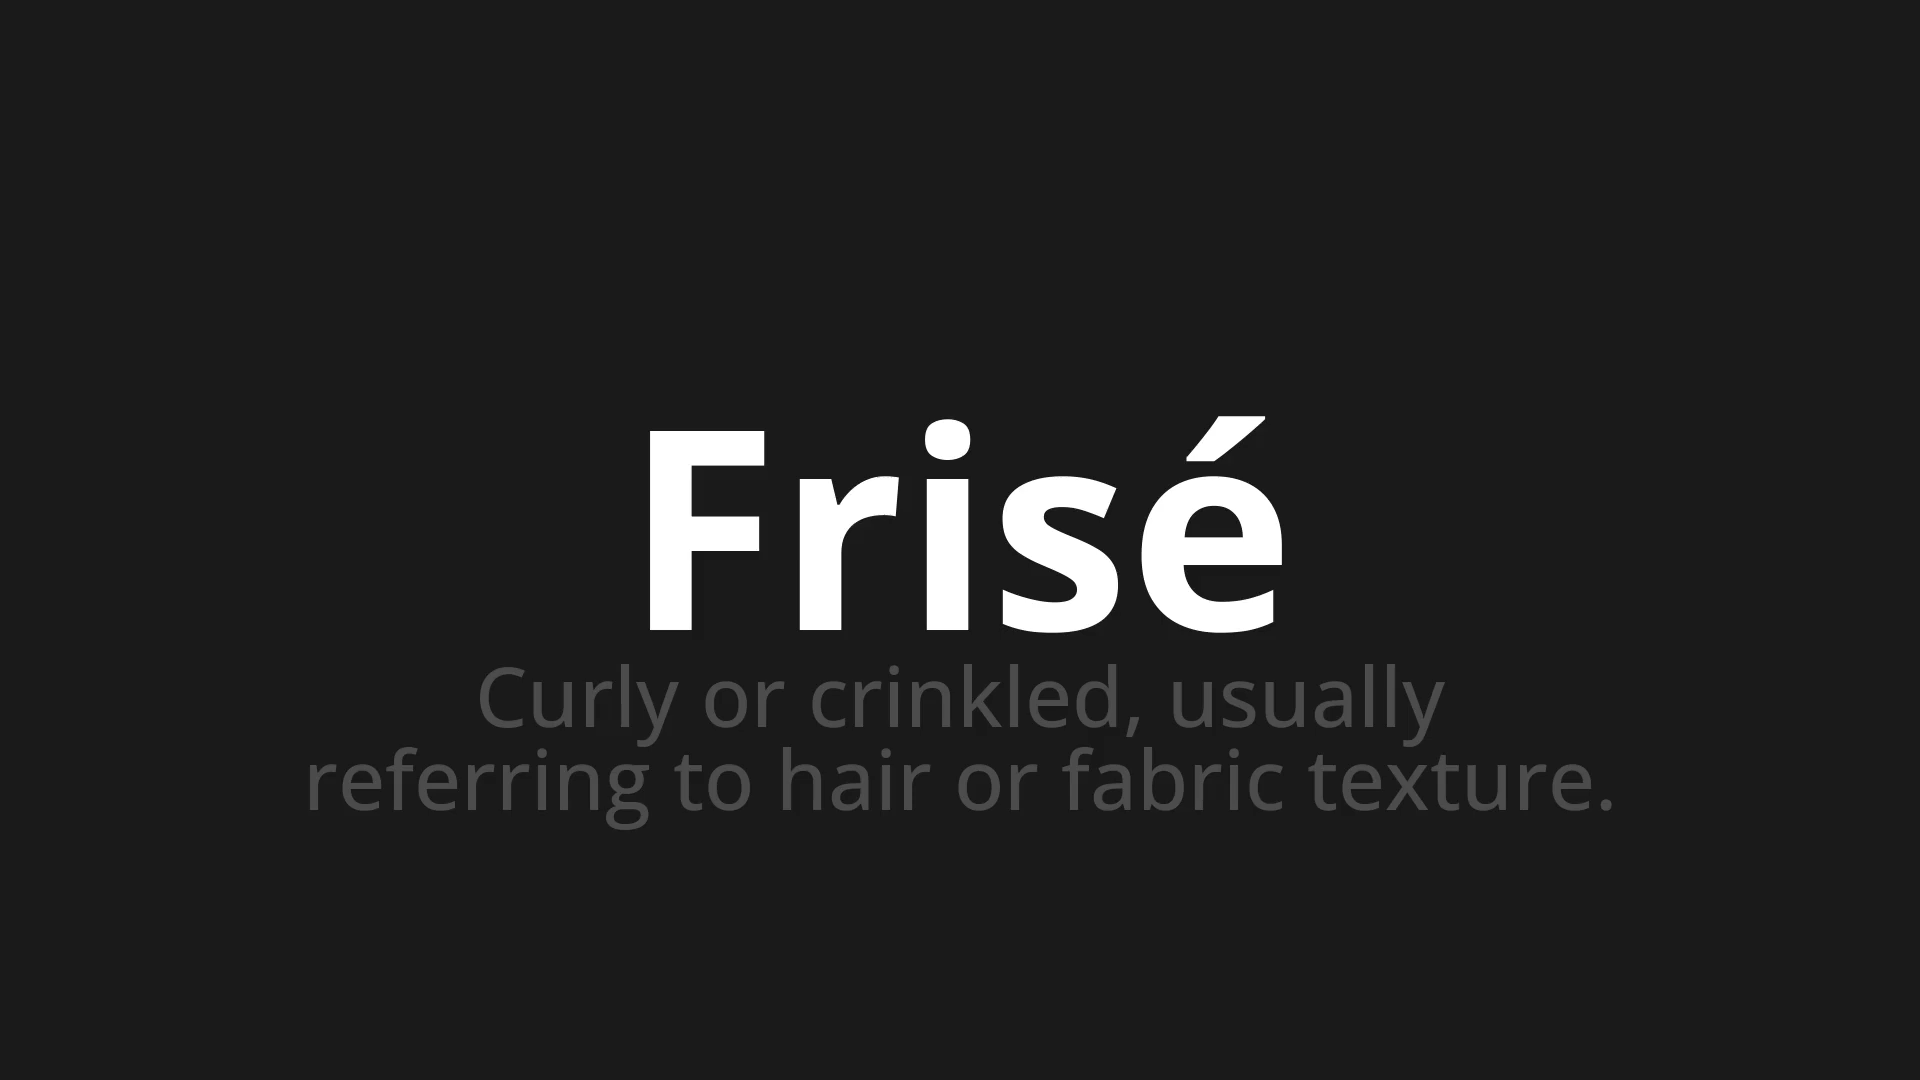 Frisé
Curly or crinkled, usually
referring to hair or fabric texture.